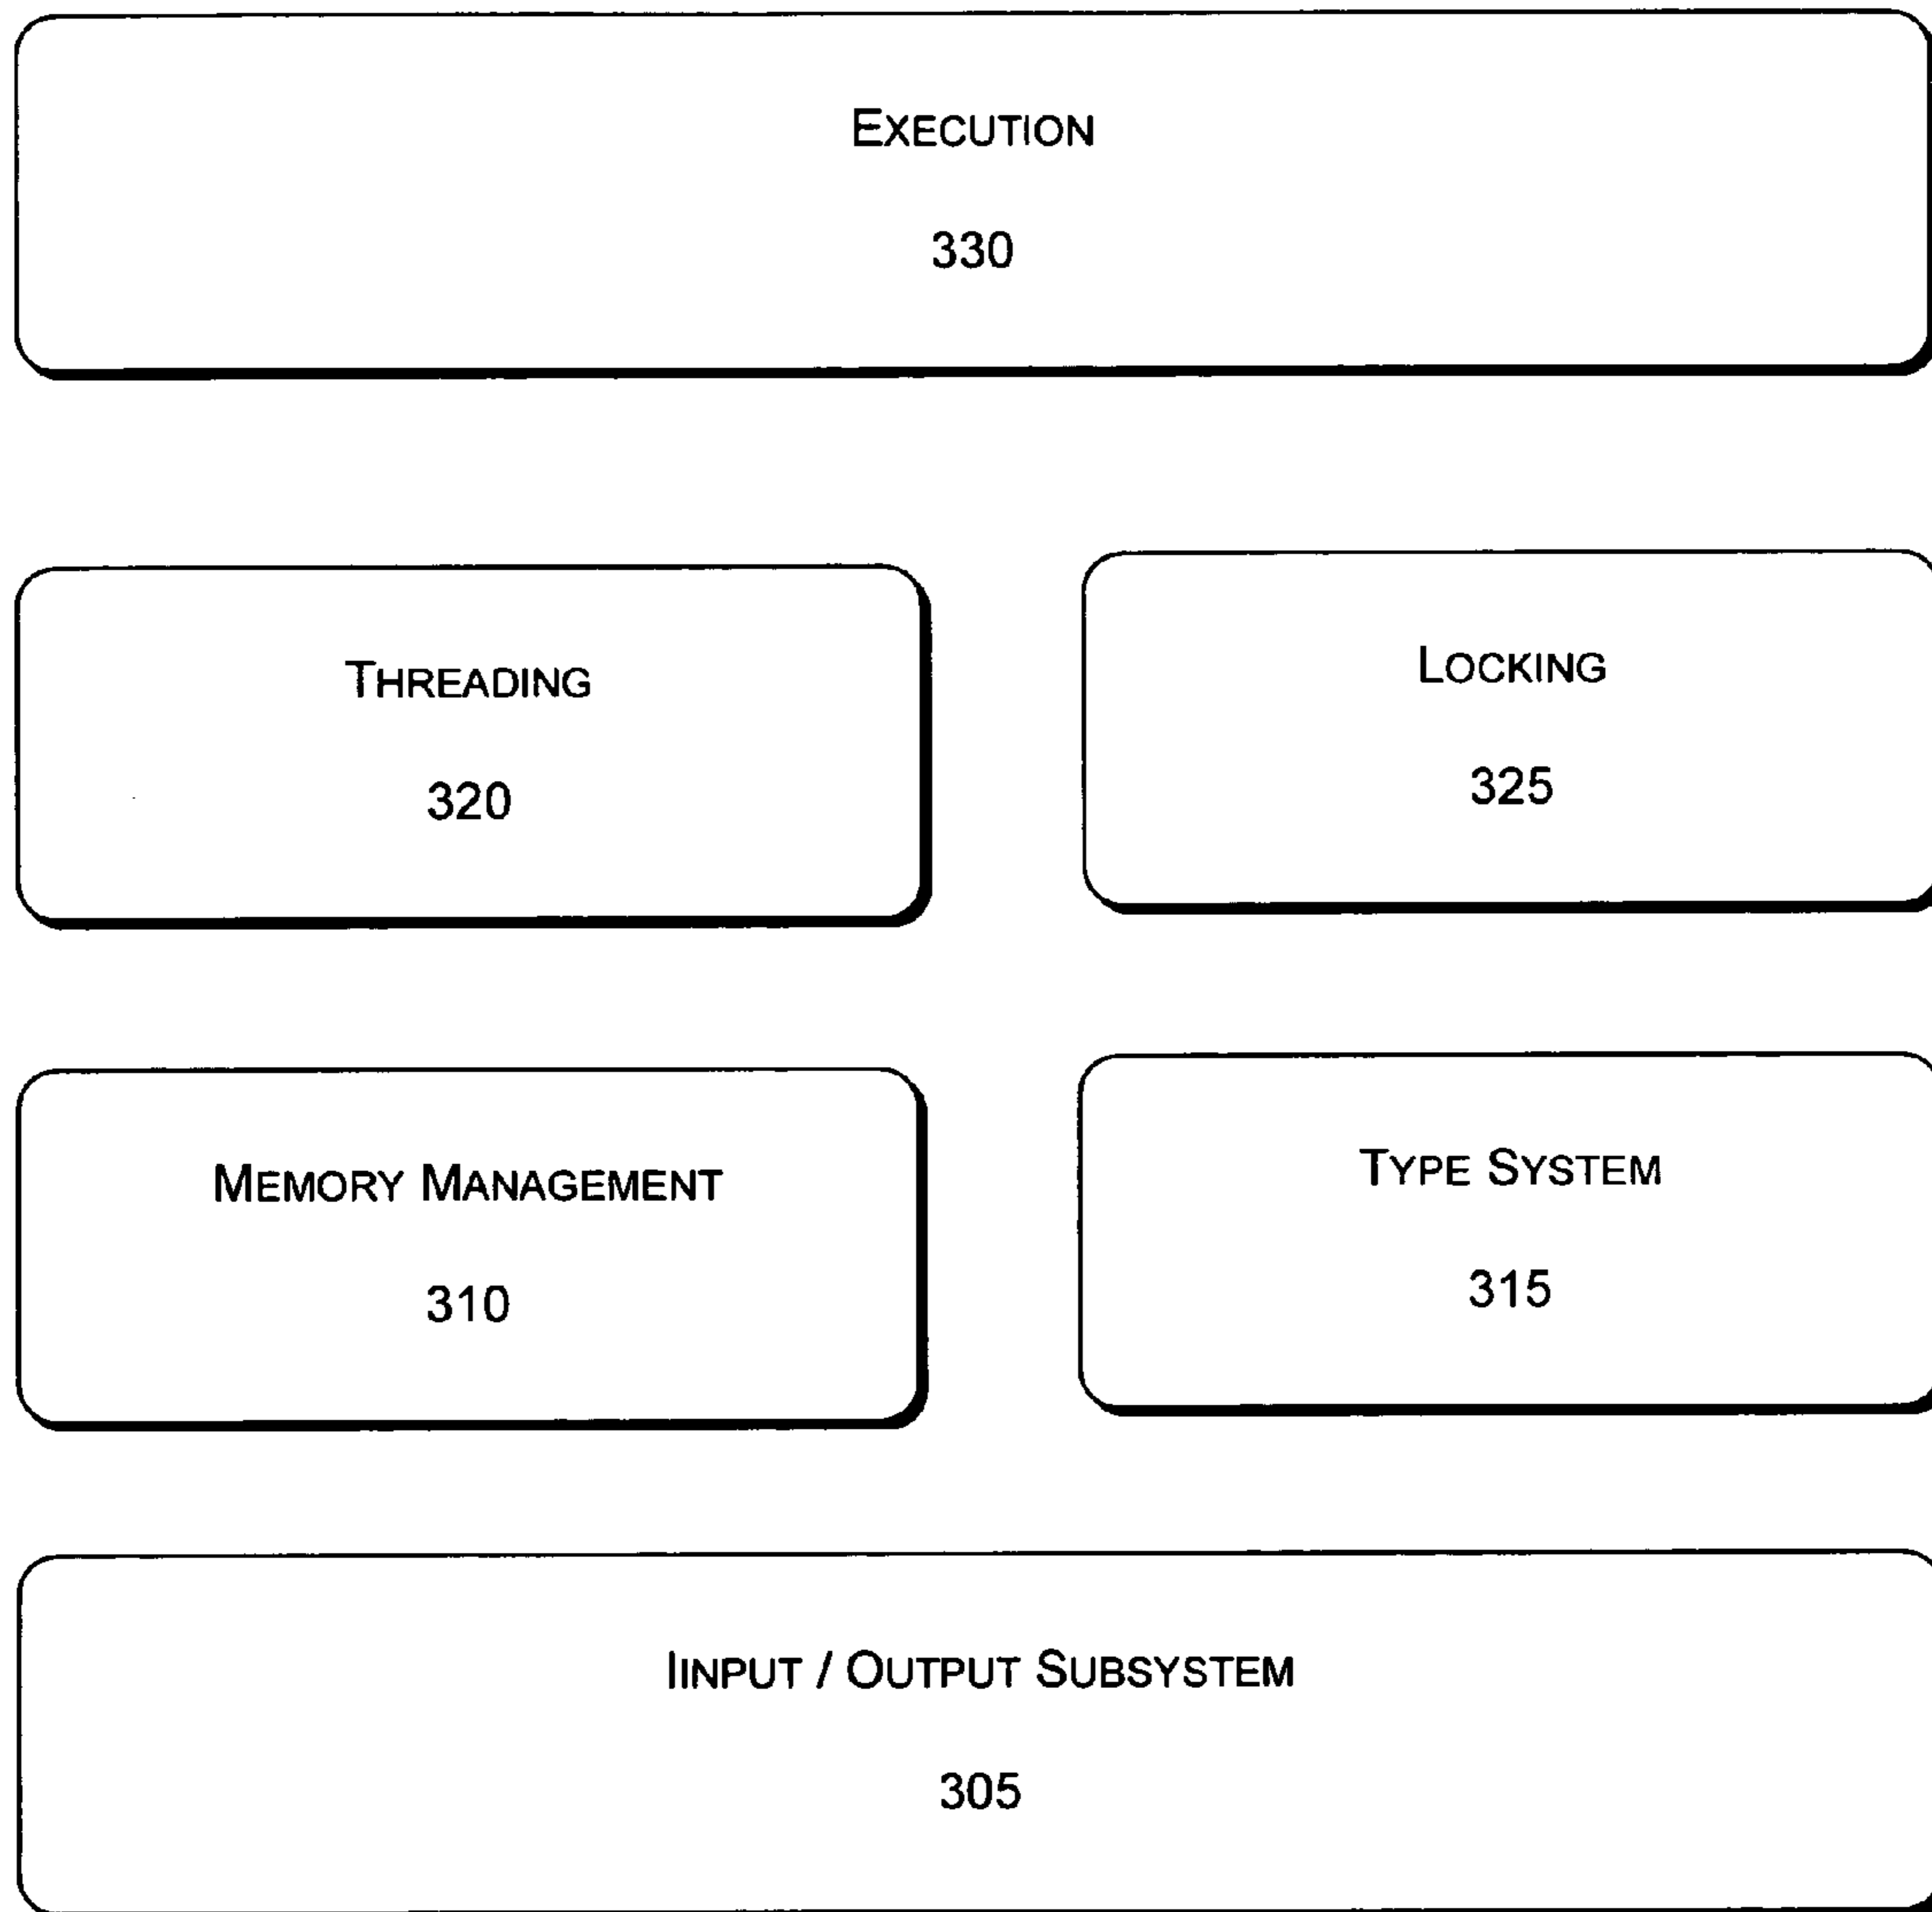 EXECUTION
330
THREADING
320
LOCKING
325
MEMORY MANAGEMENT
310
TYPE SYSTEM
315
IINPUT / OUTPUT SUBSYSTEM
305